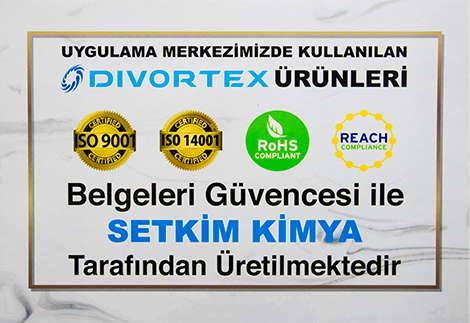 UYGULAMA MERKEZİMİZDE KULLANILAN
DIVORTEX ÜRÜNLERİ
CERTIFIED
ISO 9001
CERTIFIED
CERTIFIED
ISO 14001
CERTIFIED
RoHS
COMPLIANT
REACH
COMPLIANCE
Belgeleri Güvencesi ile
SETKİM KİMYA
Tarafından Üretilmektedir